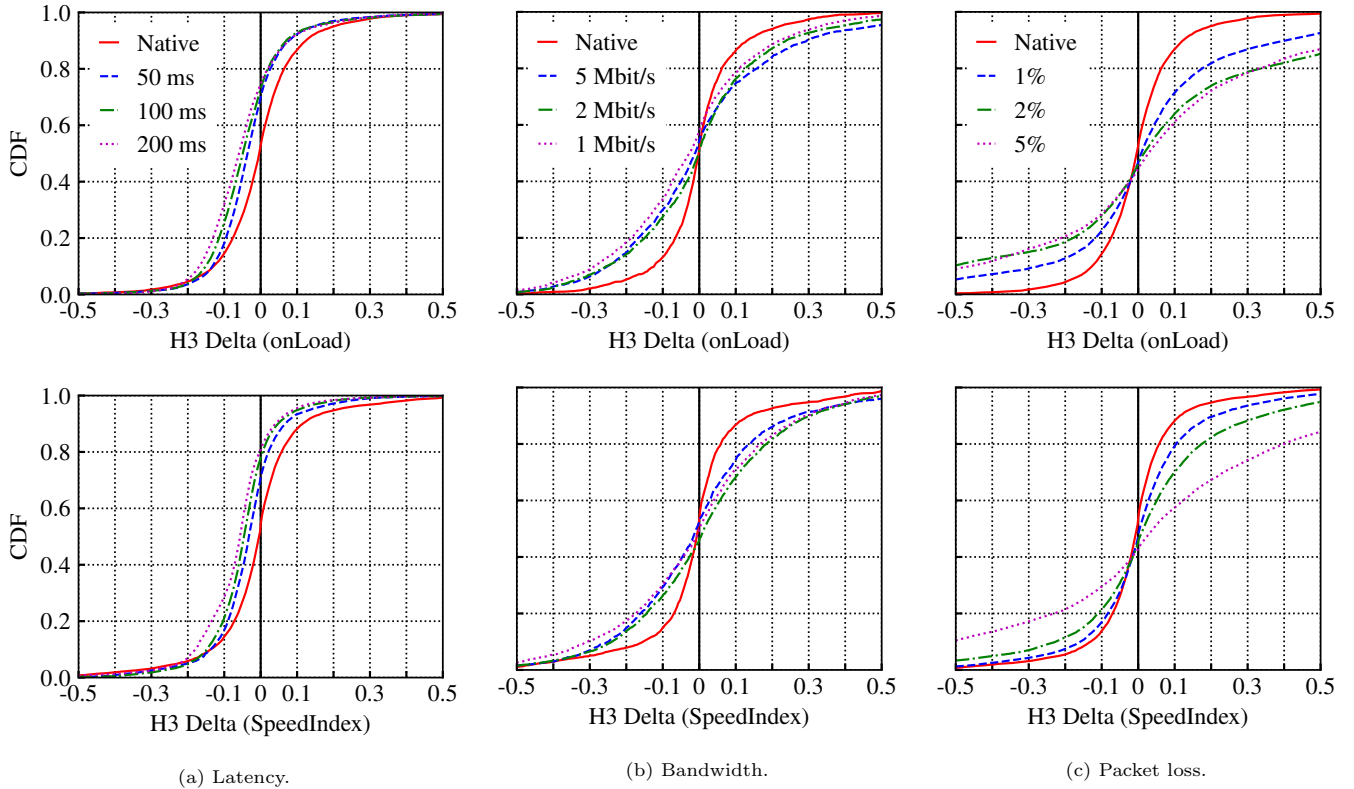 1.0
0.8
0.6
0.4
0.2
0.0
CDF
Native
50 ms
100 ms
200 ms
-0.5 -0.3 -0.1 0 0.1 0.3 0.5
H3 Delta (onLoad)
Native
5 Mbit/s
2 Mbit/s
1 Mbit/s
-0.5 -0.3 -0.1 0 0.1 0.3 0.5
H3 Delta (onLoad)
Native
1%
2%
5%
-0.5 -0.3 -0.1 0 0.1 0.3 0.5
H3 Delta (onLoad)
1.0
0.8
0.6
0.4
0.2
0.0
CDF
-0.5 -0.3 -0.1 0 0.1 0.3 0.5
H3 Delta (SpeedIndex)
-0.5 -0.3 -0.1 0 0.1 0.3 0.5
H3 Delta (SpeedIndex)
-0.5 -0.3 -0.1 0 0.1 0.3 0.5
H3 Delta (SpeedIndex)
(a) Latency.
(b) Bandwidth.
(c) Packet loss.